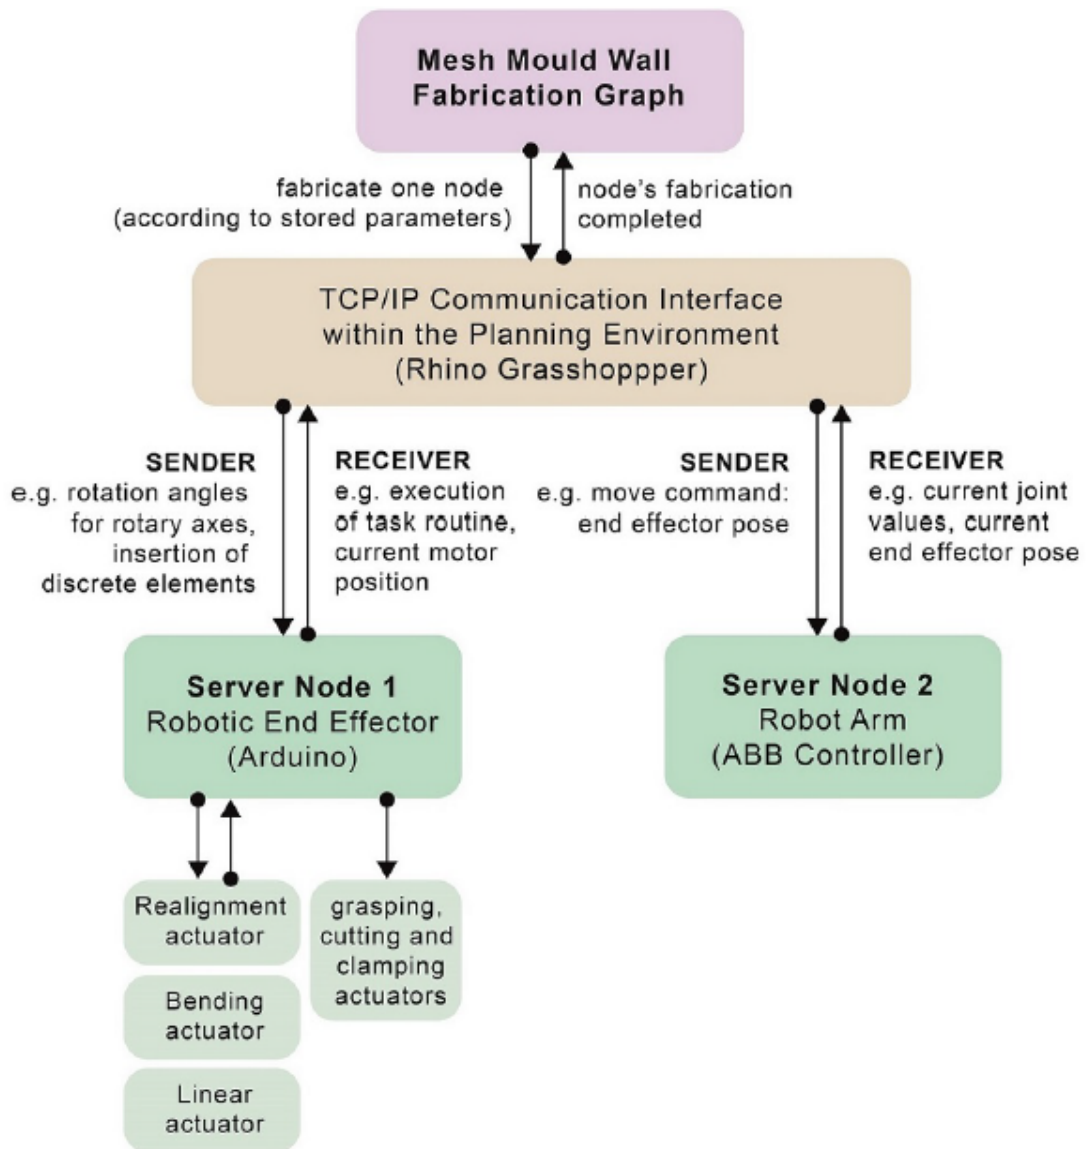 Mesh Mould Wall
Fabrication Graph
fabricate one node
(according to stored parameters)
node's fabrication
completed
TCP/IP Communication Interface
within the Planning Environment
(Rhino Grasshoppper)
SENDER
e.g. rotation angles
for rotary axes,
insertion of
discrete elements
RECEIVER
e.g. execution
of task routine,
current motor
position
SENDER
e.g. move command:
end effector pose
RECEIVER
e.g. current joint
values, current
end effector pose
Server Node 1
Robotic End Effector
(Arduino)
Server Node 2
Robot Arm
(ABB Controller)
Realignment
actuator
grasping,
cutting and
clamping
actuators
Bending
actuator
Linear
actuator